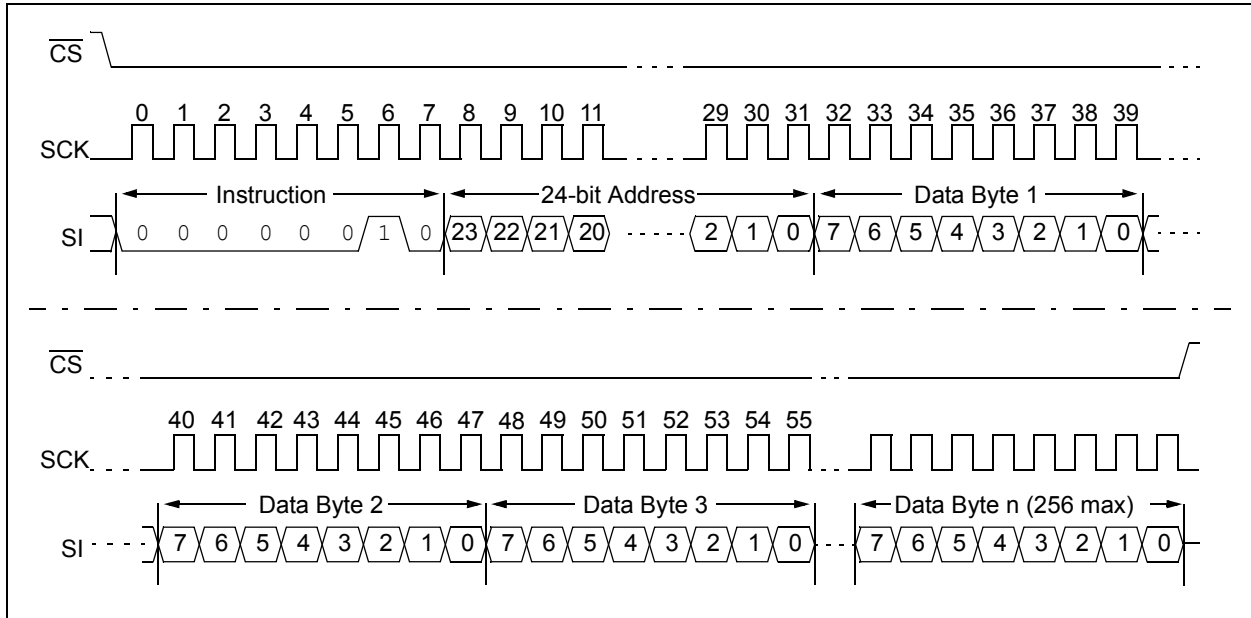 CS
0 1 2 3 4 5 6 7 8 9 10 11 29 30 31 32 33 34 35 36 37 38 39
SCK
Instruction 24-bit Address Data Byte 1
SI 0 0 0 0 0 0 1 0 23 22 21 20 2 1 0 7 6 5 4 3 2 1 0
CS
40 41 42 43 44 45 46 47 48 49 50 51 52 53 54 55
SCK
Data Byte 2 Data Byte 3 Data Byte n (256 max)
SI 7 6 5 4 3 2 1 0 7 6 5 4 3 2 1 0 7 6 5 4 3 2 1 0